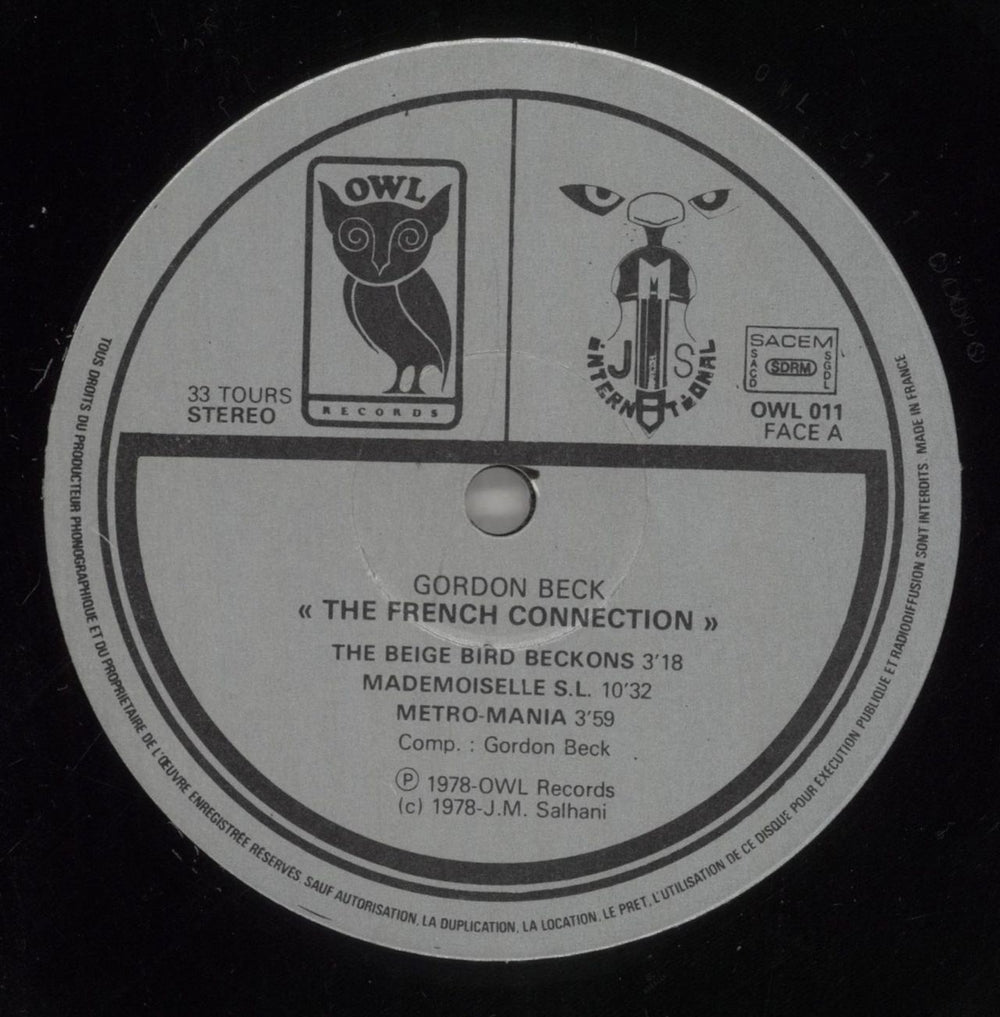 OWL
RECORDS
33 TOURS
STEREO
M
J S
INTERNATIONAL
SACEM
SACD
SDRM
SGDL
OWL 011
FACE A
GORDON BECK
« THE FRENCH CONNECTION »
THE BEIGE BIRD BECKONS 3'18
MADEMOISELLE S.L. 10'32
METRO-MANIA 3'59
Comp. : Gordon Beck
Ⓟ 1978-OWL Records
(c) 1978-J.M. Salhani
TOUS DROITS DU PRODUCTEUR PHONOGRAPHIQUE ET DU PROPRIETAIRE DE L'ŒUVRE ENREGISTRÉE RÉSERVÉS SAUF AUTORISATION, LA DUPLICATION, LA LOCATION, LE PRET, L'UTILISATION DE CE DISQUE POUR EXECUTION PUBLIQUE ET RADIODIFFUSION SONT INTERDITS. MADE IN FRANCE